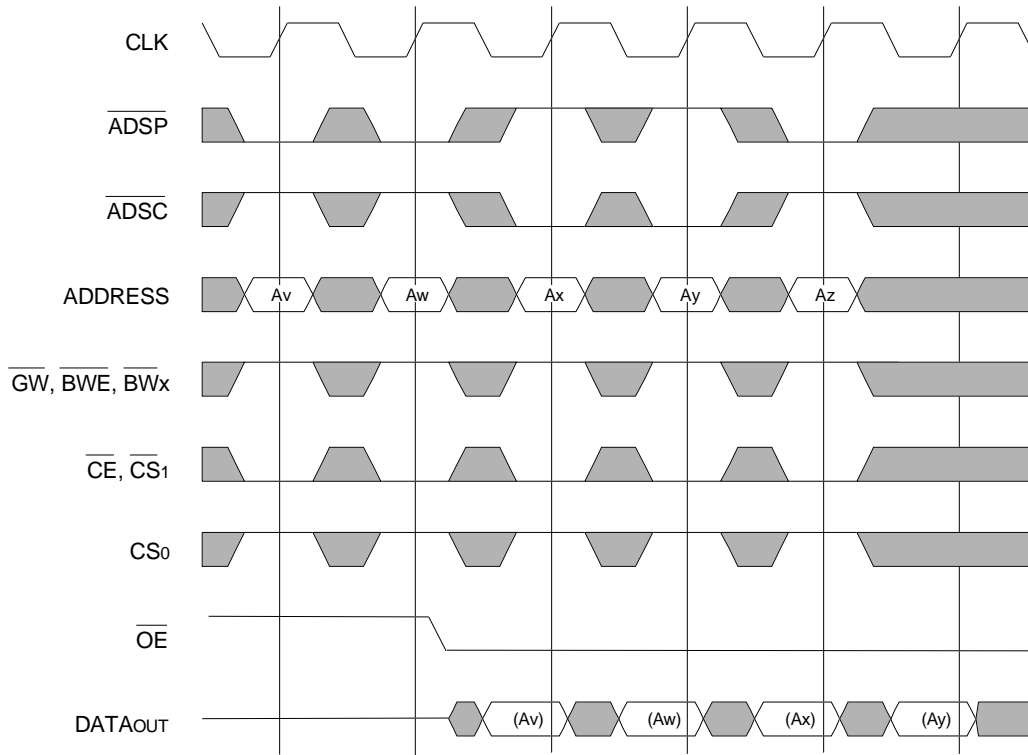 CLK
ADSP
ADSC
ADDRESS Av Aw Ax Ay Az
GW, BWE, BWx
CE, CS1
CS0
OE
DATAOUT (Av) (Aw) (Ax) (Ay)